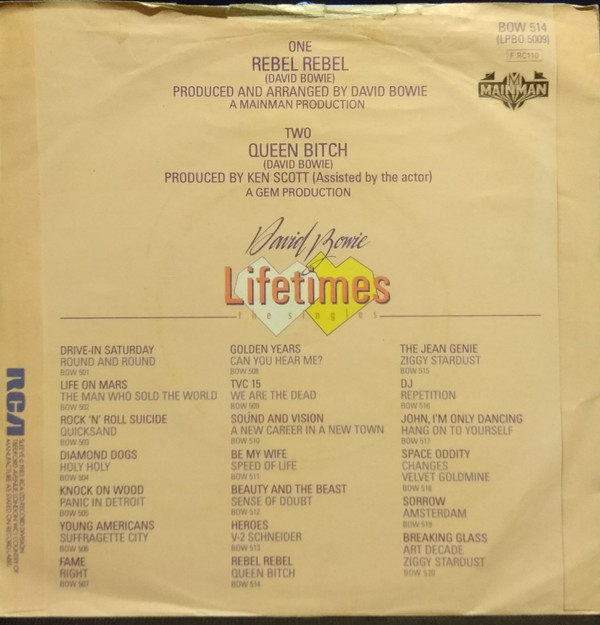 BOW 514
(LPBO 5009)
F:RC110
MAINMAN
ONE
REBEL REBEL
(DAVID BOWIE)
PRODUCED AND ARRANGED BY DAVID BOWIE
A MAINMAN PRODUCTION
TWO
QUEEN BITCH
(DAVID BOWIE)
PRODUCED BY KEN SCOTT (Assisted by the actor)
A GEM PRODUCTION
David Bowie
Lifetimes
the singles
DRIVE-IN SATURDAY
ROUND AND ROUND
BOW 501
LIFE ON MARS
THE MAN WHO SOLD THE WORLD
BOW 502
ROCK 'N' ROLL SUICIDE
QUICKSAND
BOW 503
DIAMOND DOGS
HOLY HOLY
BOW 504
KNOCK ON WOOD
PANIC IN DETROIT
BOW 505
YOUNG AMERICANS
SUFFRAGETTE CITY
BOW 506
FAME
RIGHT
BOW 507
GOLDEN YEARS
CAN YOU HEAR ME?
BOW 508
TVC 15
WE ARE THE DEAD
BOW 509
SOUND AND VISION
A NEW CAREER IN A NEW TOWN
BOW 510
BE MY WIFE
SPEED OF LIFE
BOW 511
BEAUTY AND THE BEAST
SENSE OF DOUBT
BOW 512
HEROES
V-2 SCHNEIDER
BOW 513
REBEL REBEL
QUEEN BITCH
BOW 514
THE JEAN GENIE
ZIGGY STARDUST
BOW 515
DJ
REPETITION
BOW 516
JOHN, I'M ONLY DANCING
HANG ON TO YOURSELF
BOW 517
SPACE ODDITY
CHANGES
VELVET GOLDMINE
BOW 518
SORROW
AMSTERDAM
BOW 519
BREAKING GLASS
ART DECADE
ZIGGY STARDUST
BOW 520
RCA